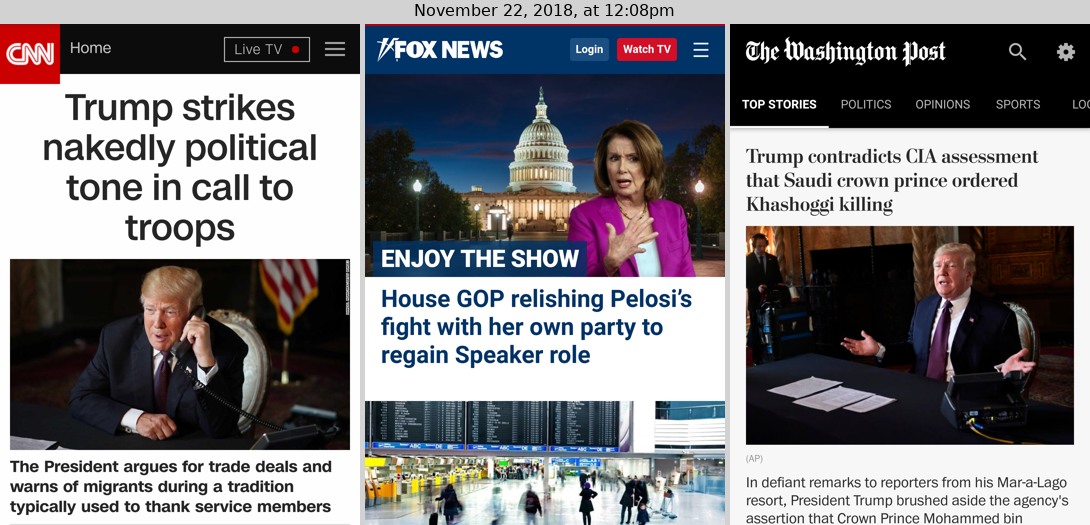 November 22, 2018, at 12:08pm
CNN
Home
Live TV
Trump strikes
nakedly political
tone in call to
troops
The President argues for trade deals and
warns of migrants during a tradition
typically used to thank service members
FOX NEWS
Login
Watch TV
ENJOY THE SHOW
House GOP relishing Pelosi's
fight with her own party to
regain Speaker role
The Washington Post
TOP STORIES
POLITICS
OPINIONS
SPORTS
LOC
Trump contradicts CIA assessment
that Saudi crown prince ordered
Khashoggi killing
(AP)
In defiant remarks to reporters from his Mar-a-Lago
resort, President Trump brushed aside the agency's
assertion that Crown Prince Mohammed bin